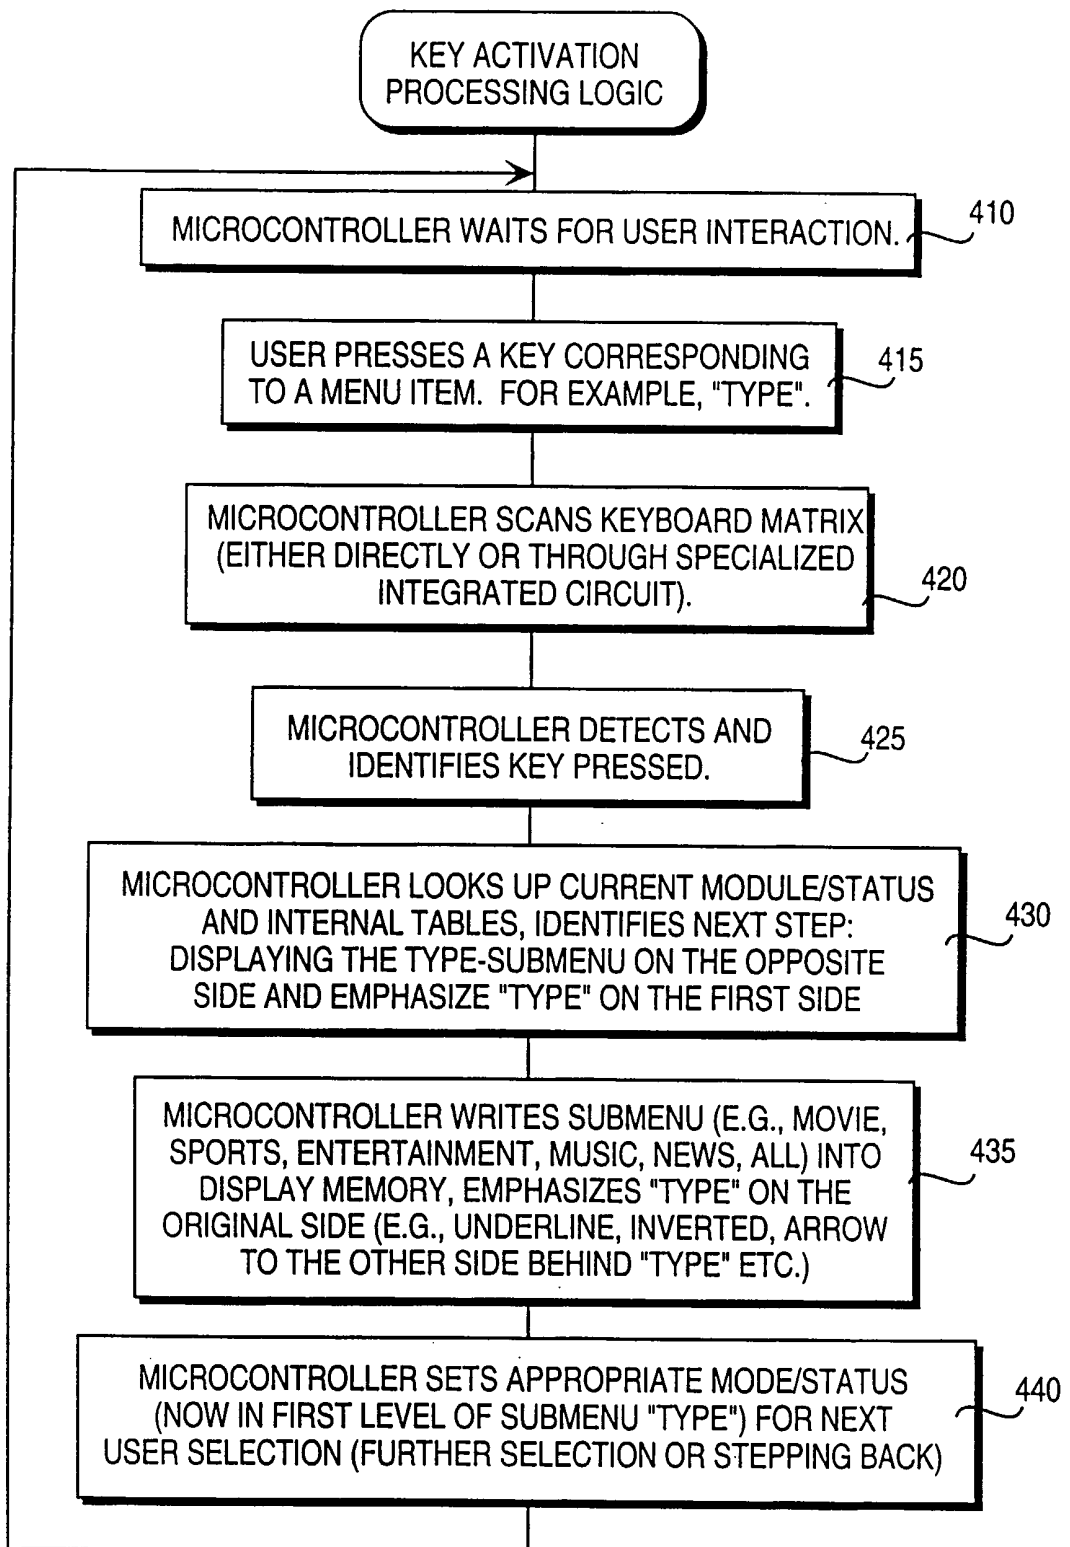 KEY ACTIVATION
PROCESSING LOGIC
MICROCONTROLLER WAITS FOR USER INTERACTION.
410
USER PRESSES A KEY CORRESPONDING
TO A MENU ITEM. FOR EXAMPLE, "TYPE".
415
MICROCONTROLLER SCANS KEYBOARD MATRIX
(EITHER DIRECTLY OR THROUGH SPECIALIZED
INTEGRATED CIRCUIT).
420
MICROCONTROLLER DETECTS AND
IDENTIFIES KEY PRESSED.
425
MICROCONTROLLER LOOKS UP CURRENT MODULE/STATUS
AND INTERNAL TABLES, IDENTIFIES NEXT STEP:
DISPLAYING THE TYPE-SUBMENU ON THE OPPOSITE
SIDE AND EMPHASIZE "TYPE" ON THE FIRST SIDE
430
MICROCONTROLLER WRITES SUBMENU (E.G., MOVIE,
SPORTS, ENTERTAINMENT, MUSIC, NEWS, ALL) INTO
DISPLAY MEMORY, EMPHASIZES "TYPE" ON THE
ORIGINAL SIDE (E.G., UNDERLINE, INVERTED, ARROW
TO THE OTHER SIDE BEHIND "TYPE" ETC.)
435
MICROCONTROLLER SETS APPROPRIATE MODE/STATUS
(NOW IN FIRST LEVEL OF SUBMENU "TYPE") FOR NEXT
USER SELECTION (FURTHER SELECTION OR STEPPING BACK)
440